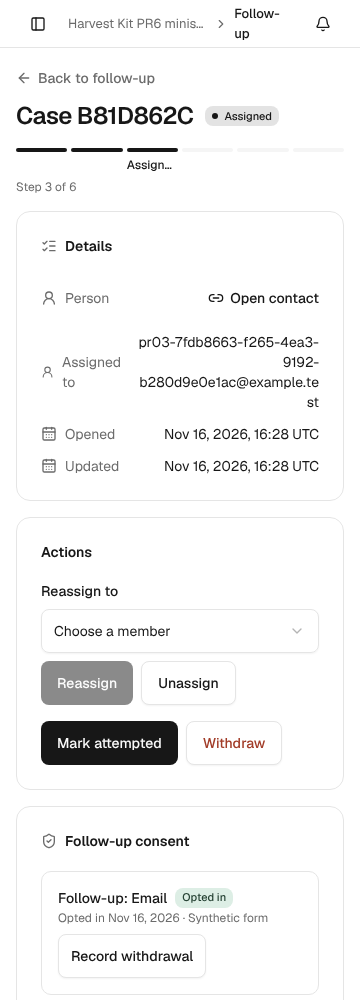 Harvest Kit PR6 minis...
Follow-
up
Back to follow-up
Case B81D862C
Assigned
Assign...
Step 3 of 6
Details
Person
Open contact
Assigned
to
pr03-7fdb8663-f265-4ea3-
9192-
b280d9e0e1ac@example.te
st
Opened
Nov 16, 2026, 16:28 UTC
Updated
Nov 16, 2026, 16:28 UTC
Actions
Reassign to
Choose a member
Reassign
Unassign
Mark attempted
Withdraw
Follow-up consent
Follow-up: Email
Opted in
Opted in Nov 16, 2026 · Synthetic form
Record withdrawal